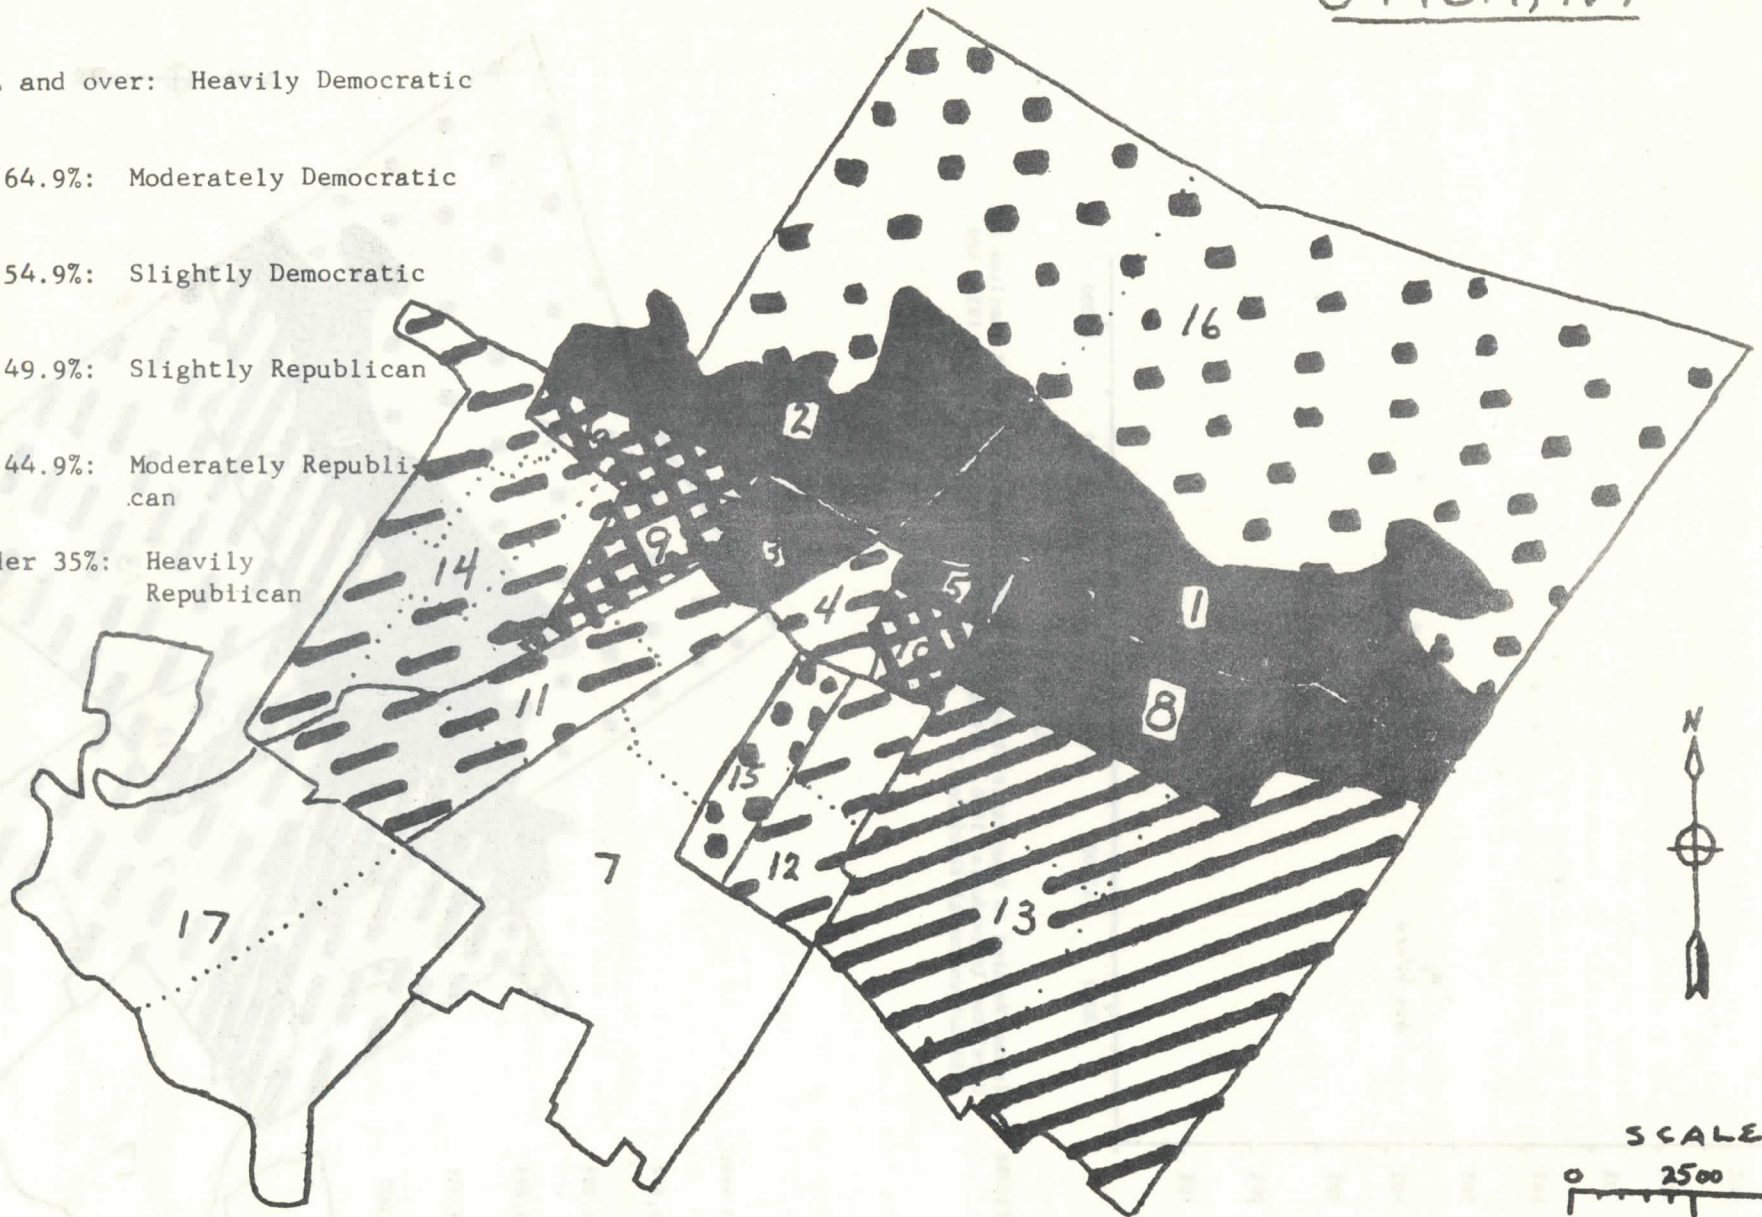 and over: Heavily Democratic
64.9%: Moderately Democratic
54.9%: Slightly Democratic
49.9%: Slightly Republican
44.9%: Moderately Republi-
.can
der 35%: Heavily
Republican
16
2
9
3
14
5
4
1
10
8
11
15
7
12
13
17
N
SCALE
0 2500